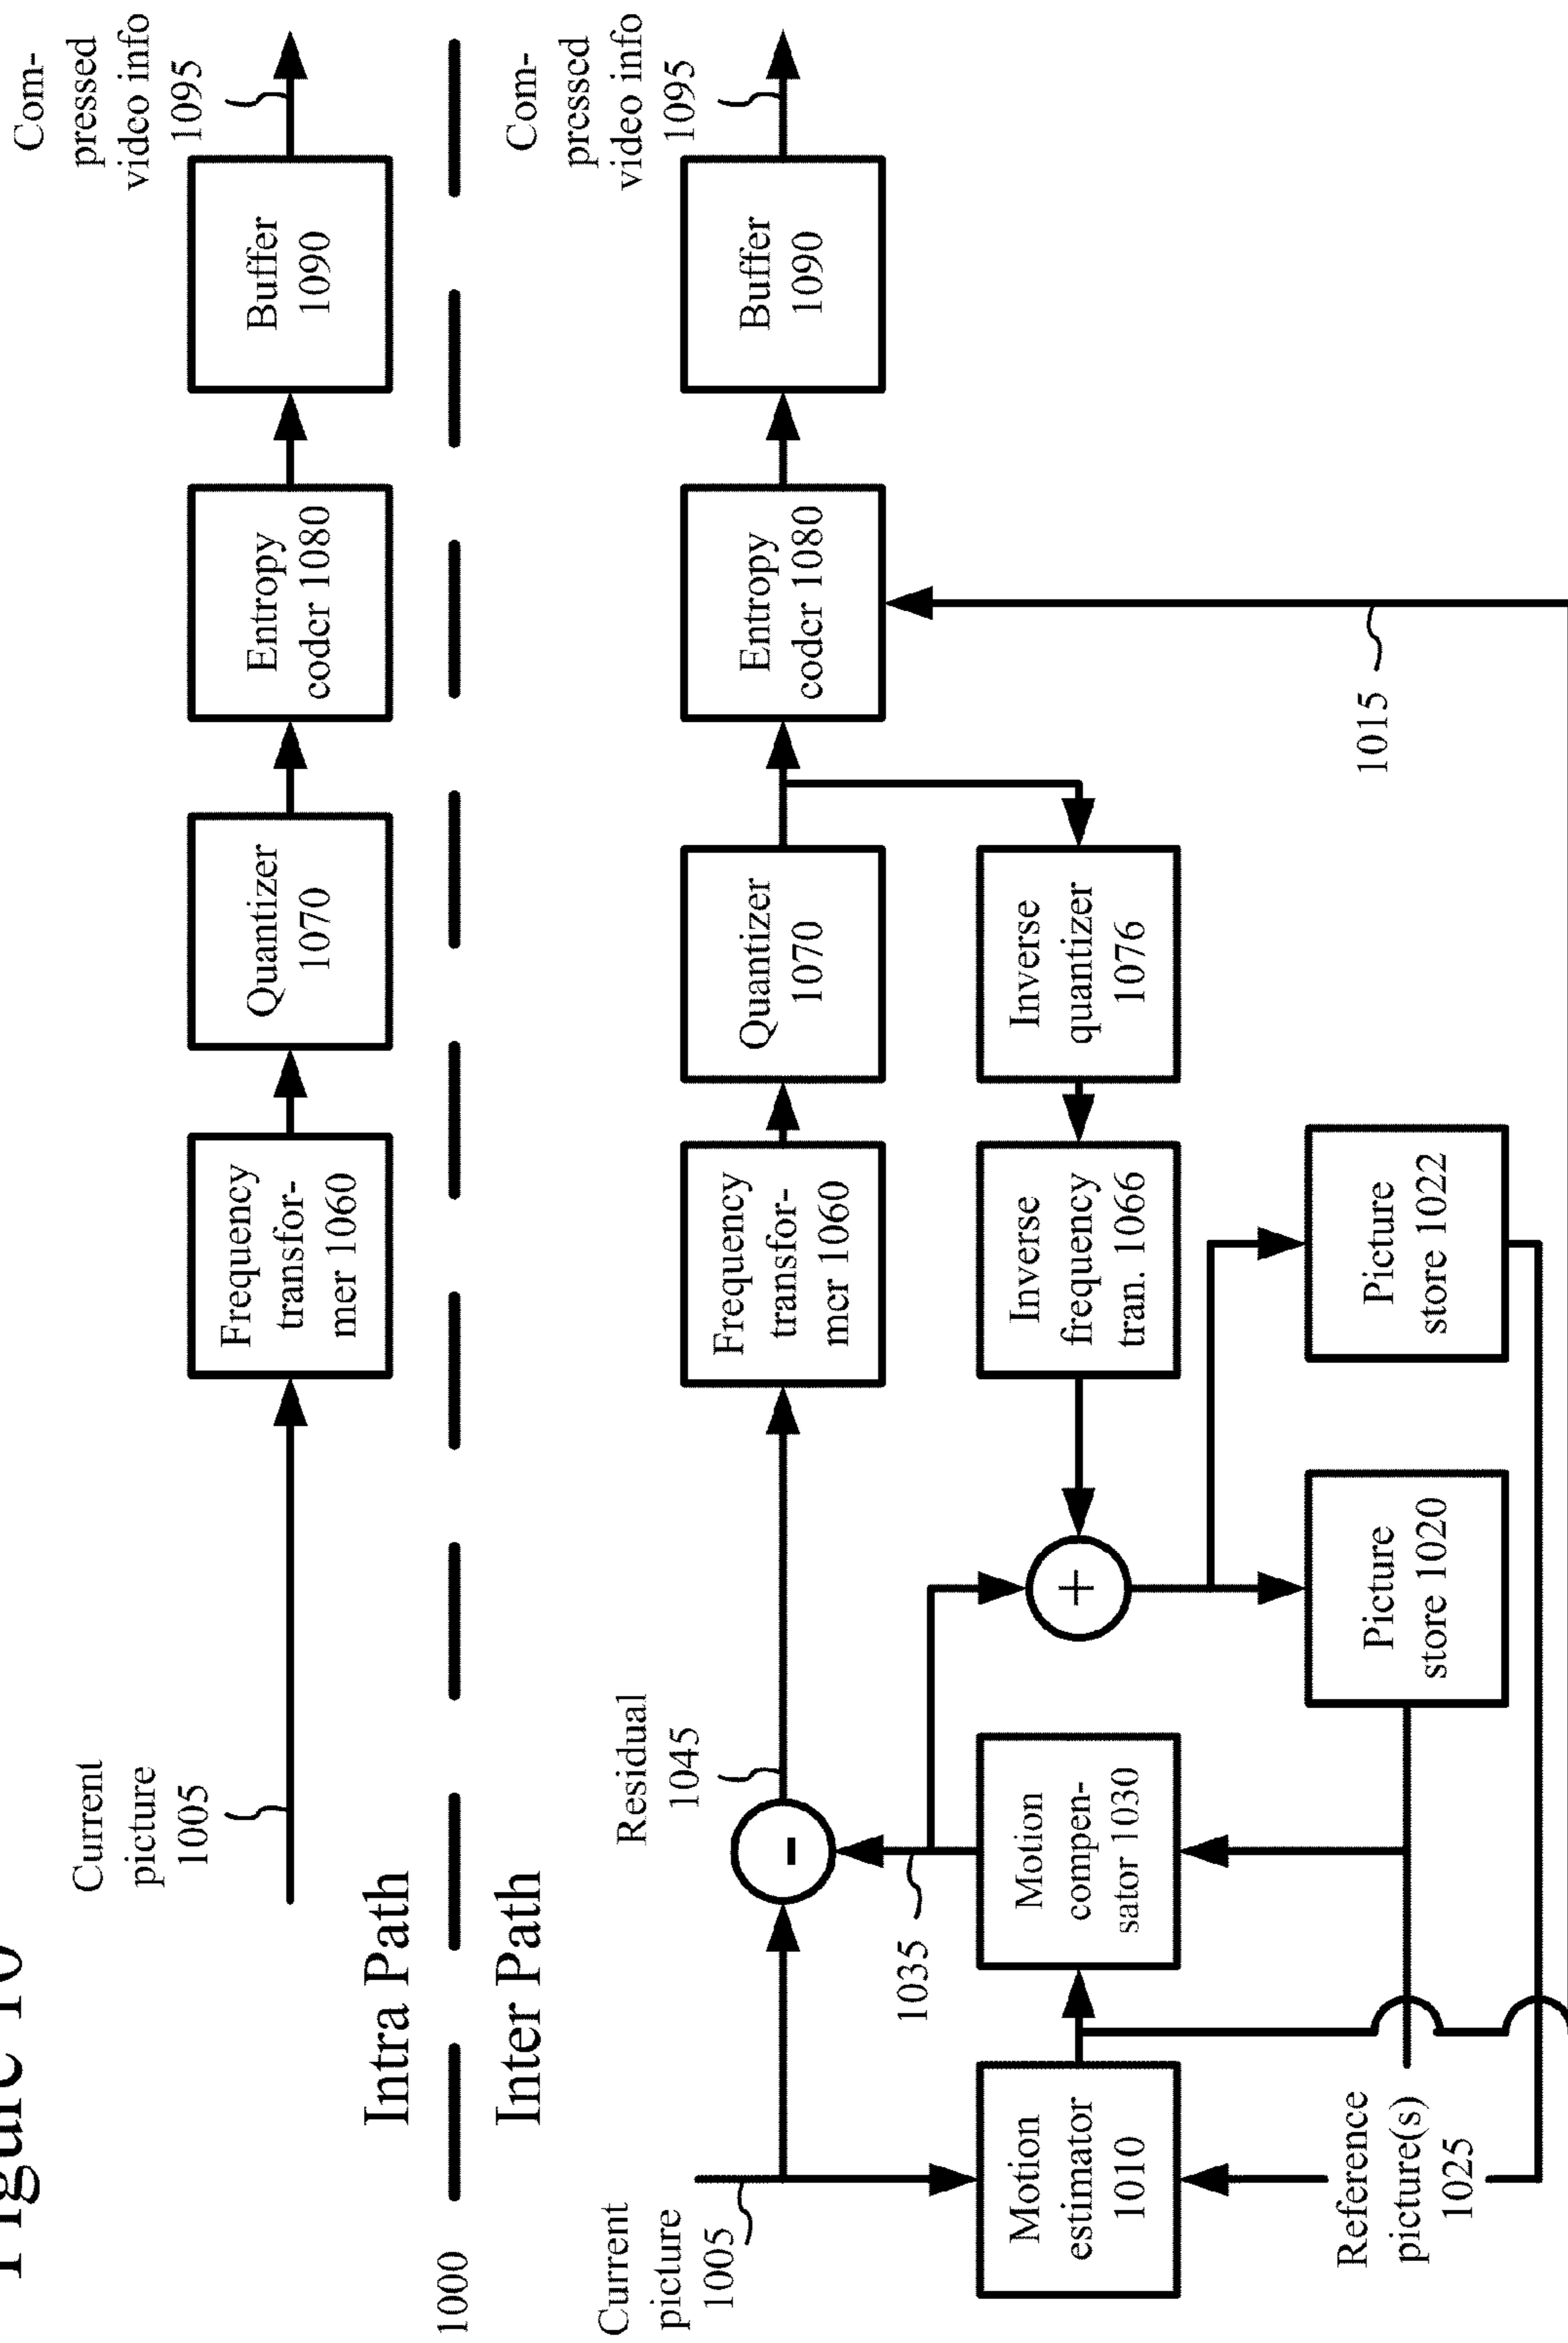 Figure 10
Current
picture
1005
Frequency
transfor-
mer 1060
Quantizer
1070
Entropy
coder 1080
Buffer
1090
Com-
pressed
video info
1095
Intra Path
1000
Inter Path
Current
picture
1005
Residual
1045
-
Frequency
transfor-
mer 1060
Quantizer
1070
Entropy
coder 1080
Buffer
1090
Com-
pressed
video info
1095
1035
Motion
estimator
1010
Motion
compen-
sator 1030
+
Inverse
frequency
tran. 1066
Inverse
quantizer
1076
Reference
picture(s)
1025
Picture
store 1020
Picture
store 1022
1015